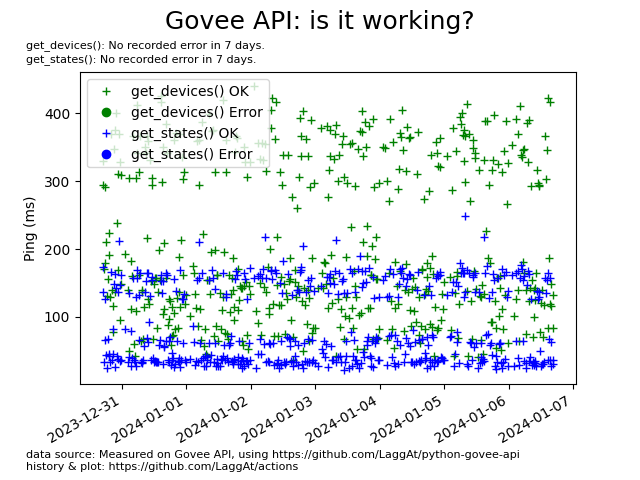 Govee API: is it working?
get_devices(): No recorded error in 7 days.
get_states(): No recorded error in 7 days.
get_devices() OK
get_devices() Error
get_states() OK
get_states() Error
Ping (ms)
400
300
200
100
2023-12-31
2024-01-01
2024-01-02
2024-01-03
2024-01-04
2024-01-05
2024-01-06
2024-01-07
data source: Measured on Govee API, using https://github.com/LaggAt/python-govee-api
history & plot: https://github.com/LaggAt/actions